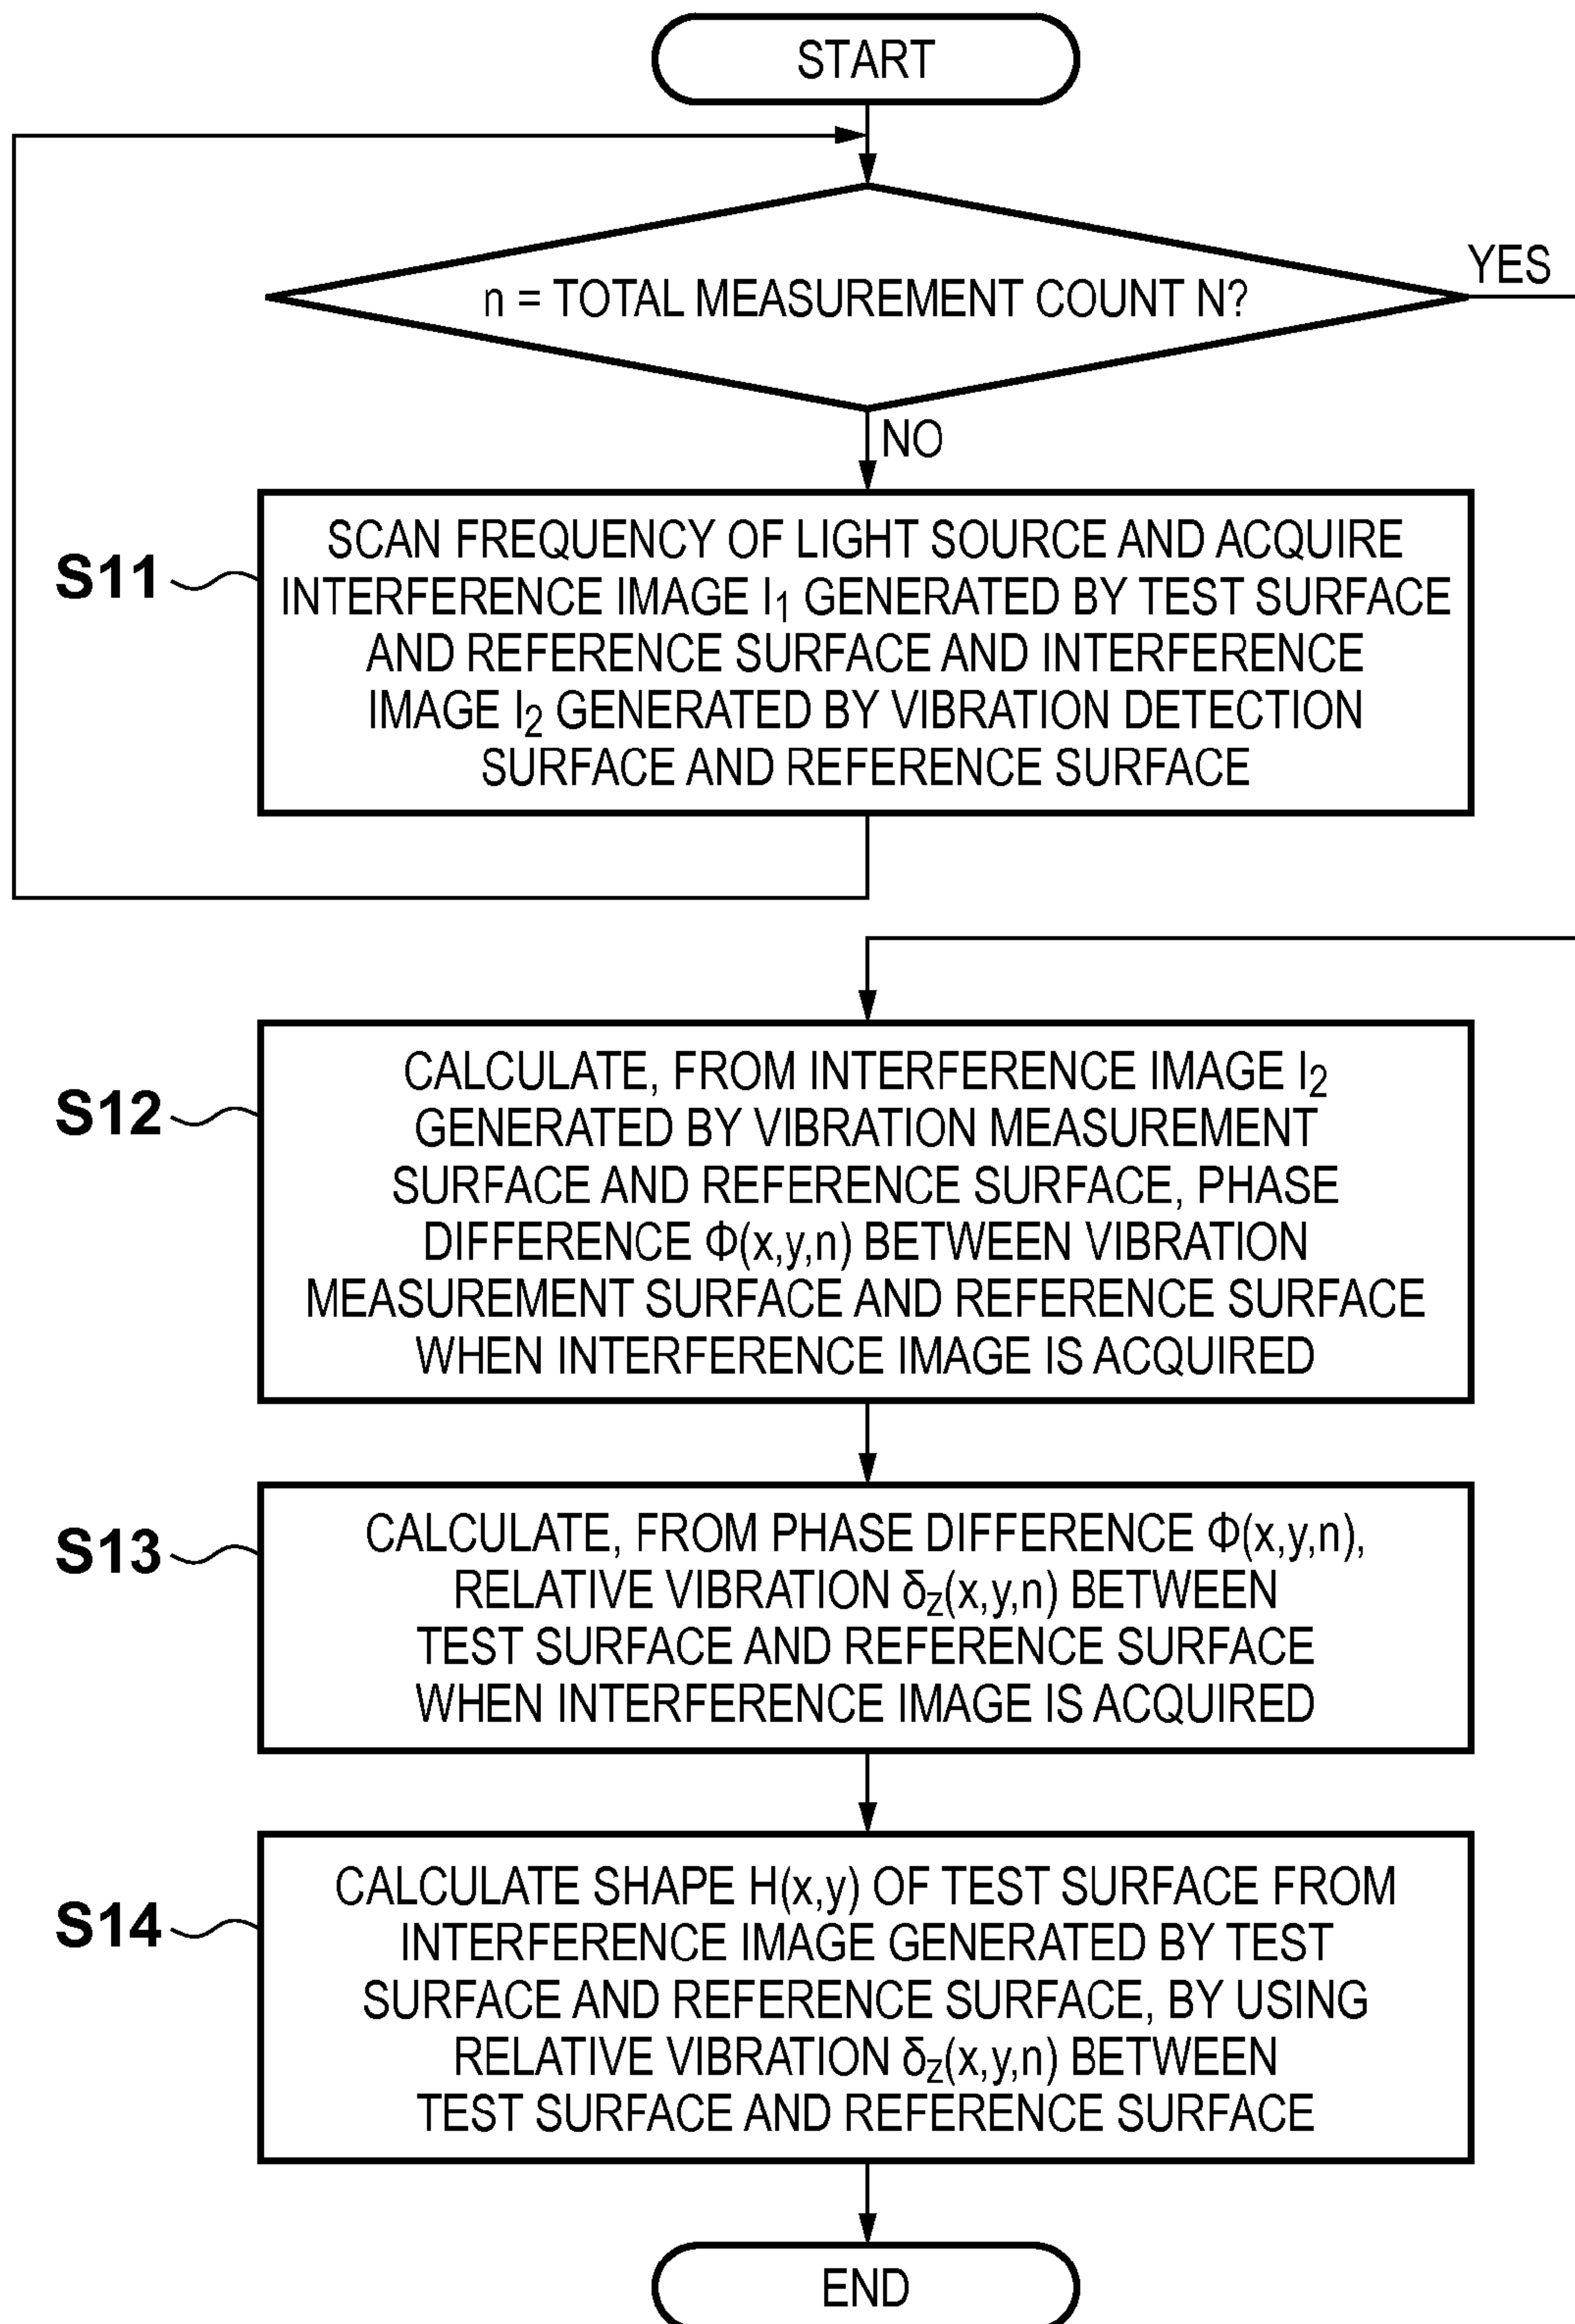 START
n = TOTAL MEASUREMENT COUNT N?
YES
NO
S11
SCAN FREQUENCY OF LIGHT SOURCE AND ACQUIRE
INTERFERENCE IMAGE I₁ GENERATED BY TEST SURFACE
AND REFERENCE SURFACE AND INTERFERENCE
IMAGE I₂ GENERATED BY VIBRATION DETECTION
SURFACE AND REFERENCE SURFACE
S12
CALCULATE, FROM INTERFERENCE IMAGE I₂
GENERATED BY VIBRATION MEASUREMENT
SURFACE AND REFERENCE SURFACE, PHASE
DIFFERENCE Φ(x,y,n) BETWEEN VIBRATION
MEASUREMENT SURFACE AND REFERENCE SURFACE
WHEN INTERFERENCE IMAGE IS ACQUIRED
S13
CALCULATE, FROM PHASE DIFFERENCE Φ(x,y,n),
RELATIVE VIBRATION δz(x,y,n) BETWEEN
TEST SURFACE AND REFERENCE SURFACE
WHEN INTERFERENCE IMAGE IS ACQUIRED
S14
CALCULATE SHAPE H(x,y) OF TEST SURFACE FROM
INTERFERENCE IMAGE GENERATED BY TEST
SURFACE AND REFERENCE SURFACE, BY USING
RELATIVE VIBRATION δz(x,y,n) BETWEEN
TEST SURFACE AND REFERENCE SURFACE
END